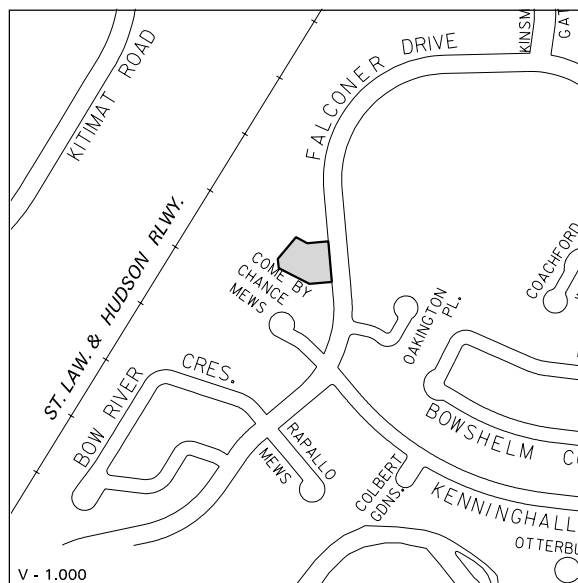 KITIMAT ROAD
FALCONER DRIVE
KINSM
GAT
ST. LAW. & HUDSON RLWY.
COME BY
CHANCE
MEWS
COACHFORD
OAKINGTON
PL.
BOW RIVER CRES.
RAPALLO
MEWS
COLBERT
GDNS.
BOWSHELM CO
KENNINGHALL
OTTERBU
V - 1.000